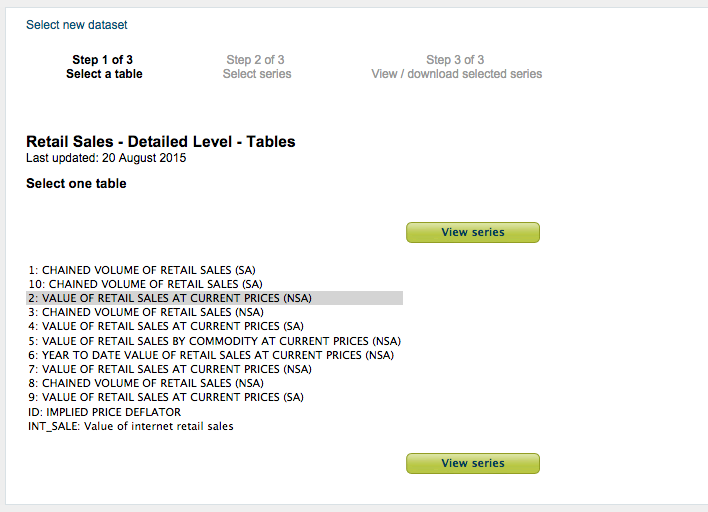 Select new dataset
Step 1 of 3 Step 2 of 3 Step 3 of 3
Select a table Select series View / download selected series
Retail Sales - Detailed Level - Tables
Last updated: 20 August 2015
Select one table
View series
1: CHAINED VOLUME OF RETAIL SALES (SA)
10: CHAINED VOLUME OF RETAIL SALES (SA)
2: VALUE OF RETAIL SALES AT CURRENT PRICES (NSA)
3: CHAINED VOLUME OF RETAIL SALES (NSA)
4: VALUE OF RETAIL SALES AT CURRENT PRICES (SA)
5: VALUE OF RETAIL SALES BY COMMODITY AT CURRENT PRICES (NSA)
6: YEAR TO DATE VALUE OF RETAIL SALES AT CURRENT PRICES (NSA)
7: VALUE OF RETAIL SALES AT CURRENT PRICES (NSA)
8: CHAINED VOLUME OF RETAIL SALES (NSA)
9: VALUE OF RETAIL SALES AT CURRENT PRICES (SA)
ID: IMPLIED PRICE DEFLATOR
INT_SALE: Value of internet retail sales
View series